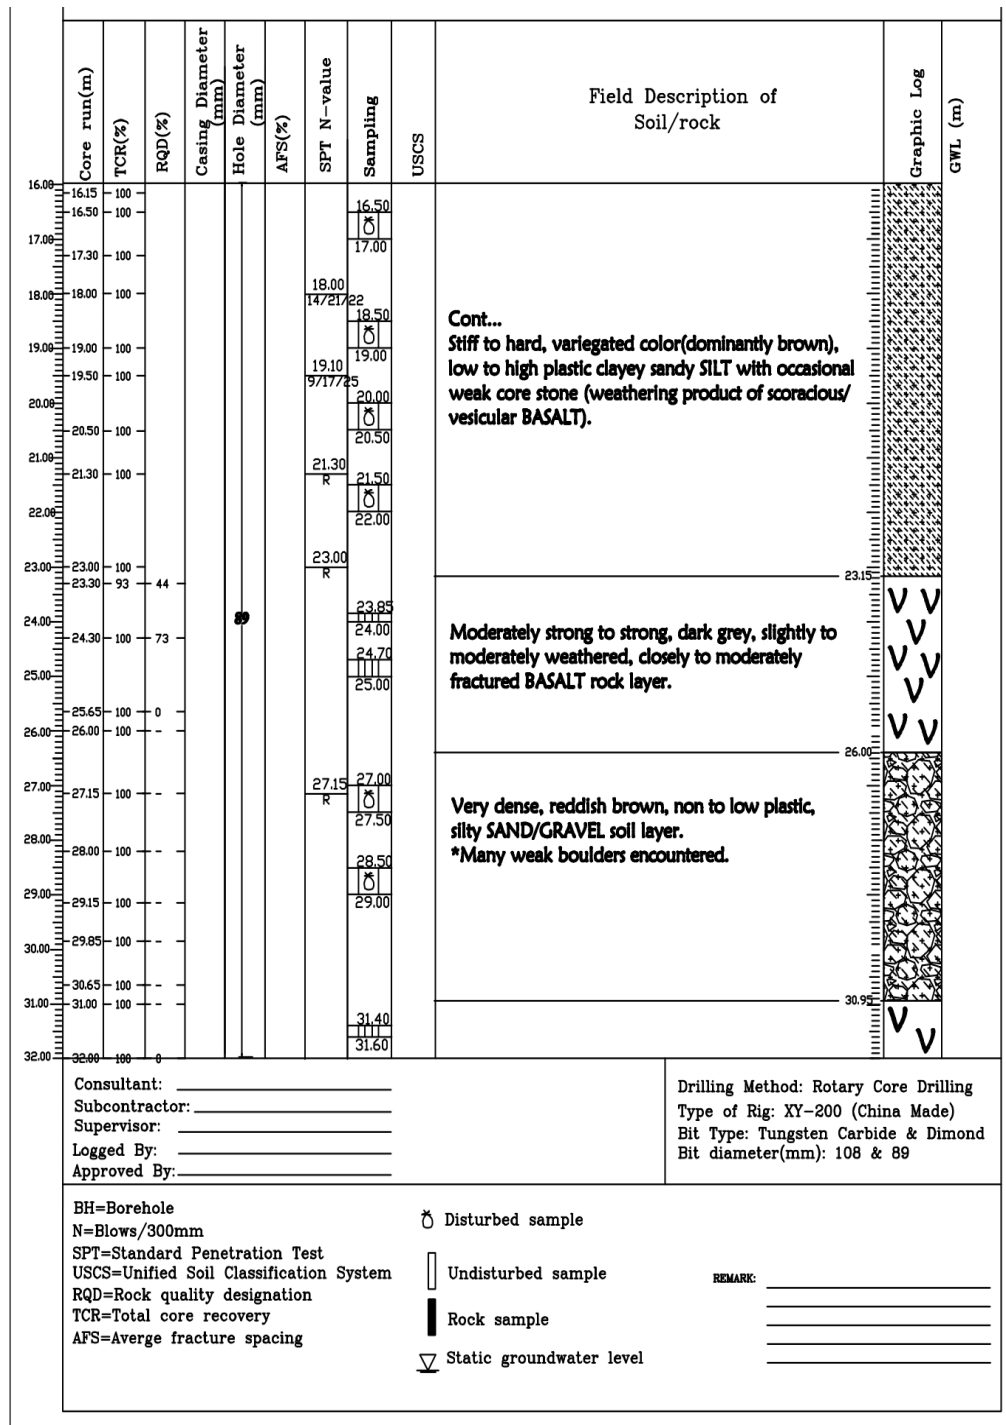 Core run(m)
TCR(%)
RQD(%)
Casing Diameter
(mm)
Hole Diameter
(mm)
AFS(%)
SPT N-value
Sampling
USCS
Field Description of
Soil/rock
Graphic Log
GWL (m)
16.00
16.15 100
16.50 100
16.50
17.00
17.00
17.30 100
18.00
18.00
18.00 100
14/21/22
18.50
19.00
19.00 100
19.00
19.10
19.50 100
9/17/25
20.00
20.00
20.50 100
20.50
21.00
21.30
21.30 100
R
21.50
22.00
22.00
23.00
23.00
23.00 100
R
23.30 93 44
23.85
24.00
89
24.00
24.30 100 73
24.70
25.00
25.00
25.65 100 0
26.00
26.00 100 -
27.00
27.00
27.15
27.15 100 -
R
27.50
28.00
28.00 100 -
28.50
29.00
29.00
29.15 100 -
29.85 100 -
30.00
30.65 100 -
31.00
31.00 100 -
31.40
31.60
32.00
32.00 100 0
Cont...
Stiff to hard, variegated color(dominantly brown),
low to high plastic clayey sandy SILT with occasional
weak core stone (weathering product of scoracious/
vesicular BASALT).
23.15
Moderately strong to strong, dark grey, slightly to
moderately weathered, closely to moderately
fractured BASALT rock layer.
26.00
Very dense, reddish brown, non to low plastic,
silty SAND/GRAVEL soil layer.
*Many weak boulders encountered.
30.95
Consultant:
Subcontractor:
Supervisor:
Logged By:
Approved By:
Drilling Method: Rotary Core Drilling
Type of Rig: XY-200 (China Made)
Bit Type: Tungsten Carbide & Dimond
Bit diameter(mm): 108 & 89
BH=Borehole
N=Blows/300mm
SPT=Standard Penetration Test
USCS=Unified Soil Classification System
RQD=Rock quality designation
TCR=Total core recovery
AFS=Averge fracture spacing
Disturbed sample
Undisturbed sample
Rock sample
Static groundwater level
REMARK: